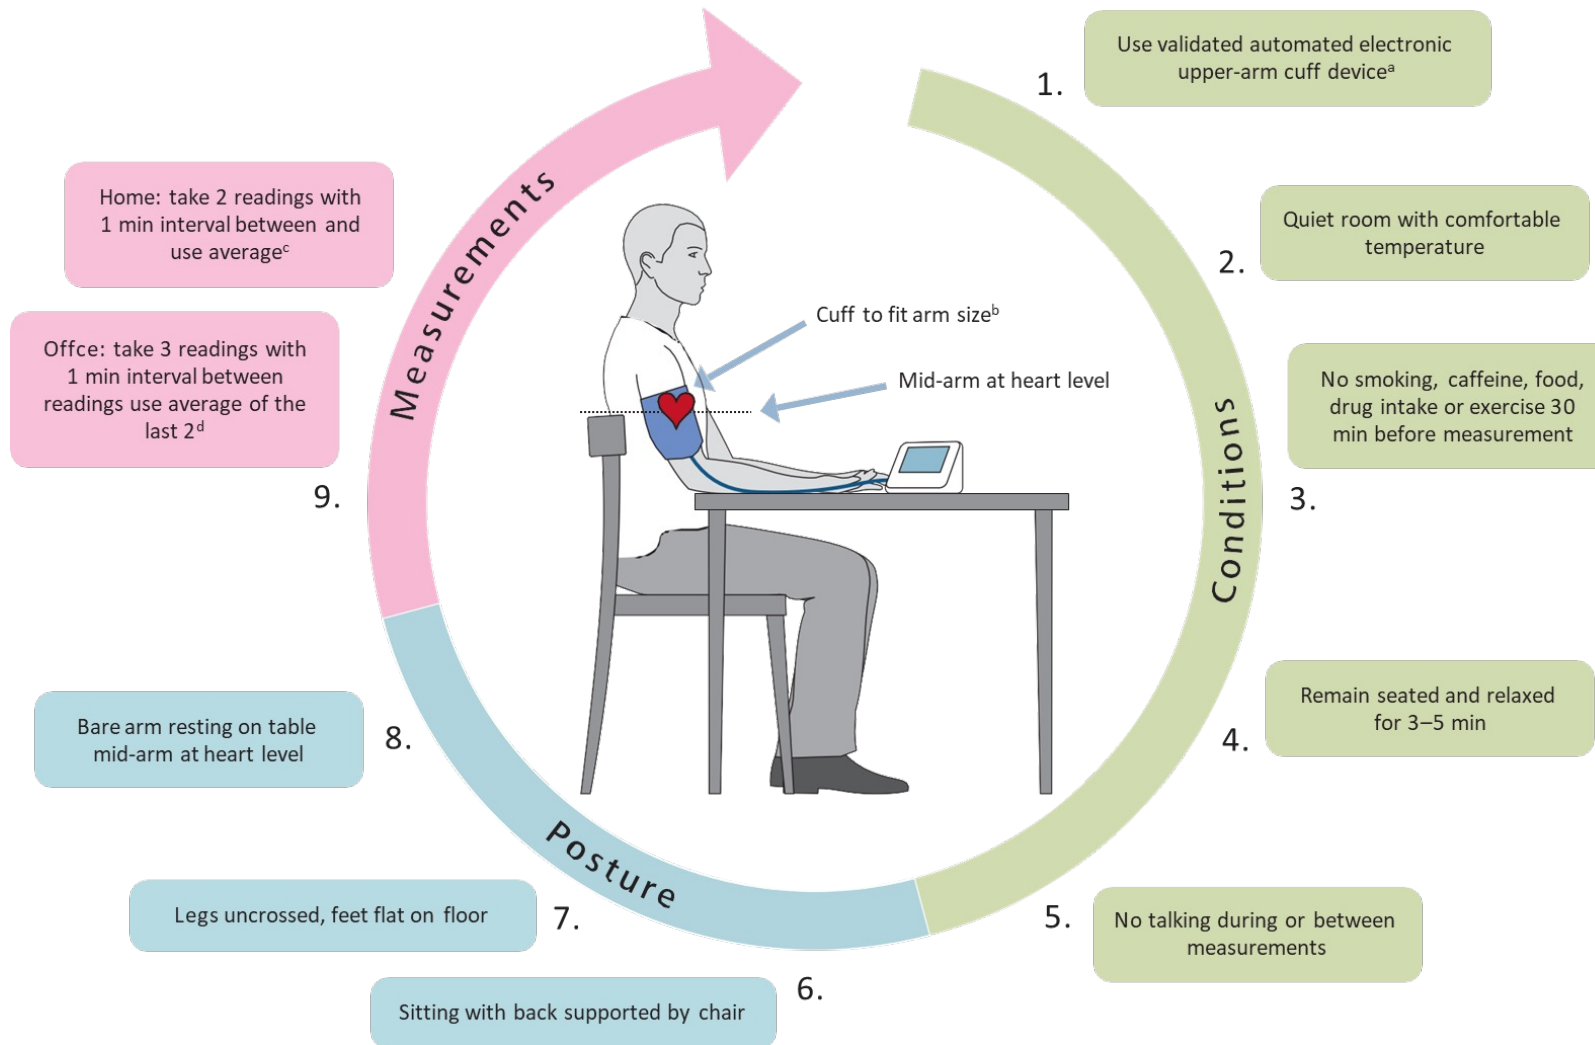 1.
Use validated automated electronic
upper-arm cuff deviceᵃ
2.
Quiet room with comfortable
temperature
3.
No smoking, caffeine, food,
drug intake or exercise 30
min before measurement
4.
Remain seated and relaxed
for 3–5 min
5.
No talking during or between
measurements
Conditions
6.
Sitting with back supported by chair
7.
Legs uncrossed, feet flat on floor
8.
Bare arm resting on table
mid-arm at heart level
Posture
9.
Home: take 2 readings with
1 min interval between and
use averageᶜ
Offce: take 3 readings with
1 min interval between
readings use average of the
last 2ᵈ
Measurements
Cuff to fit arm sizeᵇ
Mid-arm at heart level